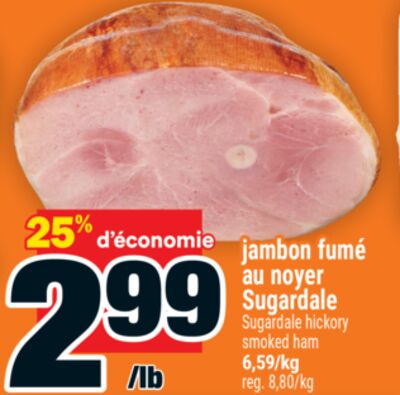 25% d'économie
2.99
/lb
jambon fumé
au noyer
Sugardale
Sugardale hickory
smoked ham
6,59/kg
reg. 8,80/kg